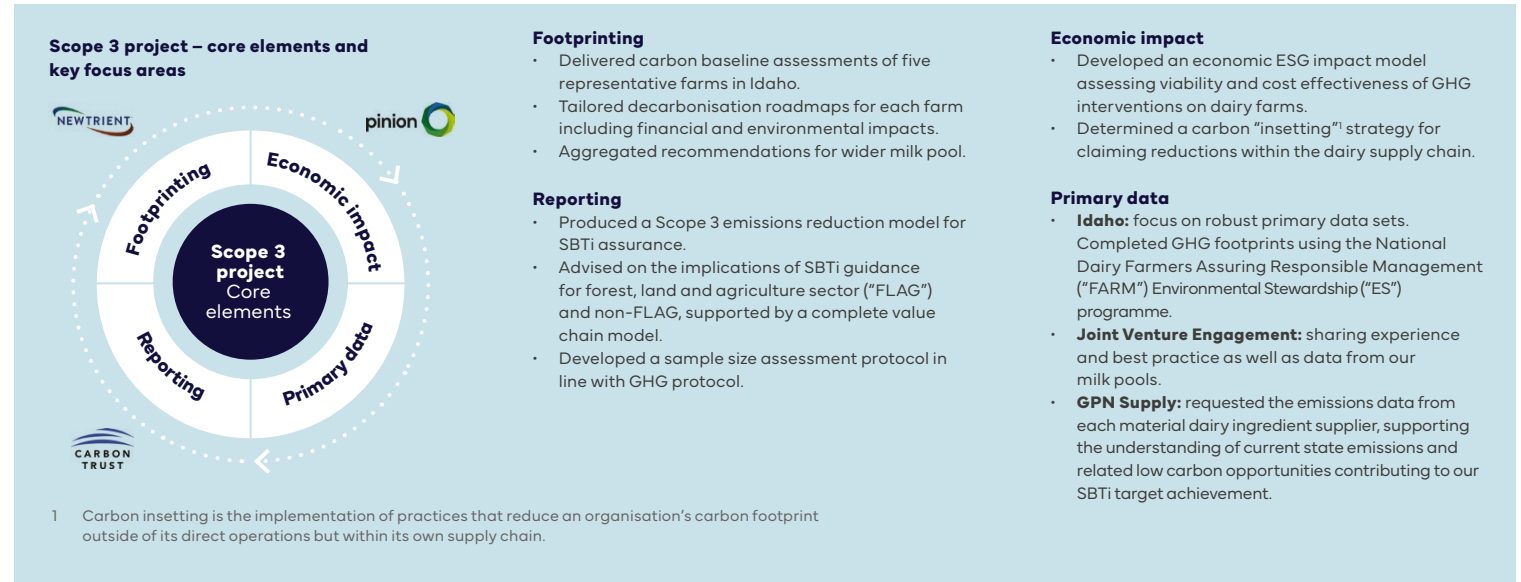 Scope 3 project – core elements and
key focus areas
NEWTRIENT
pinion
Footprinting
Economic impact
Scope 3
project
Core
elements
Reporting
Primary data
CARBON
TRUST
Footprinting
• Delivered carbon baseline assessments of five
representative farms in Idaho.
• Tailored decarbonisation roadmaps for each farm
including financial and environmental impacts.
• Aggregated recommendations for wider milk pool.
Reporting
• Produced a Scope 3 emissions reduction model for
SBTi assurance.
• Advised on the implications of SBTi guidance
for forest, land and agriculture sector (“FLAG”)
and non-FLAG, supported by a complete value
chain model.
• Developed a sample size assessment protocol in
line with GHG protocol.
Economic impact
• Developed an economic ESG impact model
assessing viability and cost effectiveness of GHG
interventions on dairy farms.
• Determined a carbon “insetting”¹ strategy for
claiming reductions within the dairy supply chain.
Primary data
• Idaho: focus on robust primary data sets.
Completed GHG footprints using the National
Dairy Farmers Assuring Responsible Management
(“FARM”) Environmental Stewardship (“ES”)
programme.
• Joint Venture Engagement: sharing experience
and best practice as well as data from our
milk pools.
• GPN Supply: requested the emissions data from
each material dairy ingredient supplier, supporting
the understanding of current state emissions and
related low carbon opportunities contributing to our
SBTi target achievement.
1 Carbon insetting is the implementation of practices that reduce an organisation’s carbon footprint
outside of its direct operations but within its own supply chain.